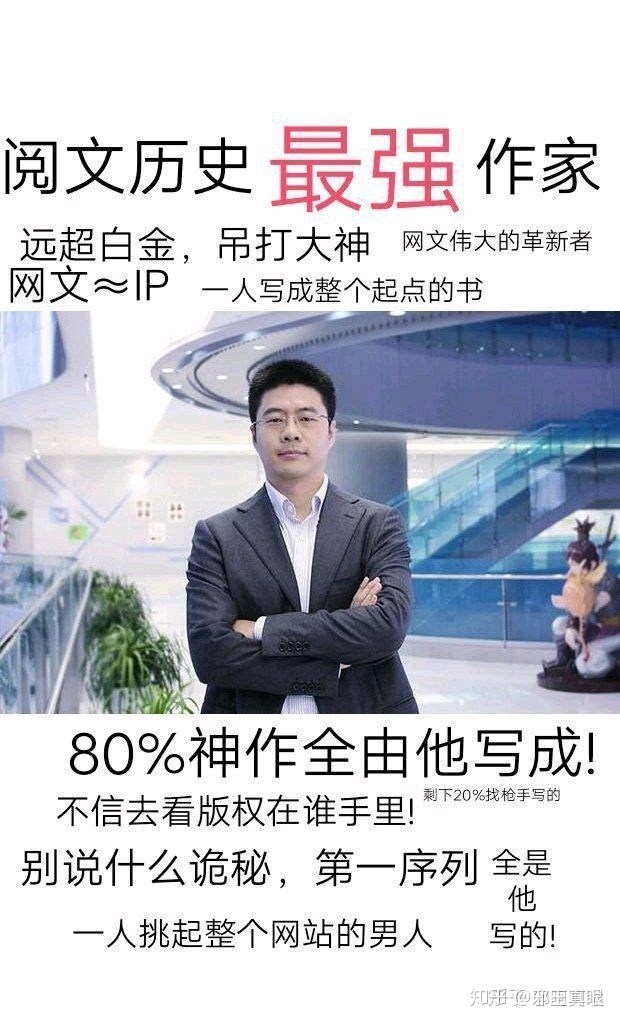 阅文历史 最强 作家
远超白金，吊打大神 网文伟大的革新者
网文≈IP 一人写成整个起点的书
80%神作全由他写成!
不信去看版权在谁手里! 剩下20%找枪手写的
别说什么诡秘，第一序列 全是
他
一人挑起整个网站的男人 写的!
知乎 @邪王真眼